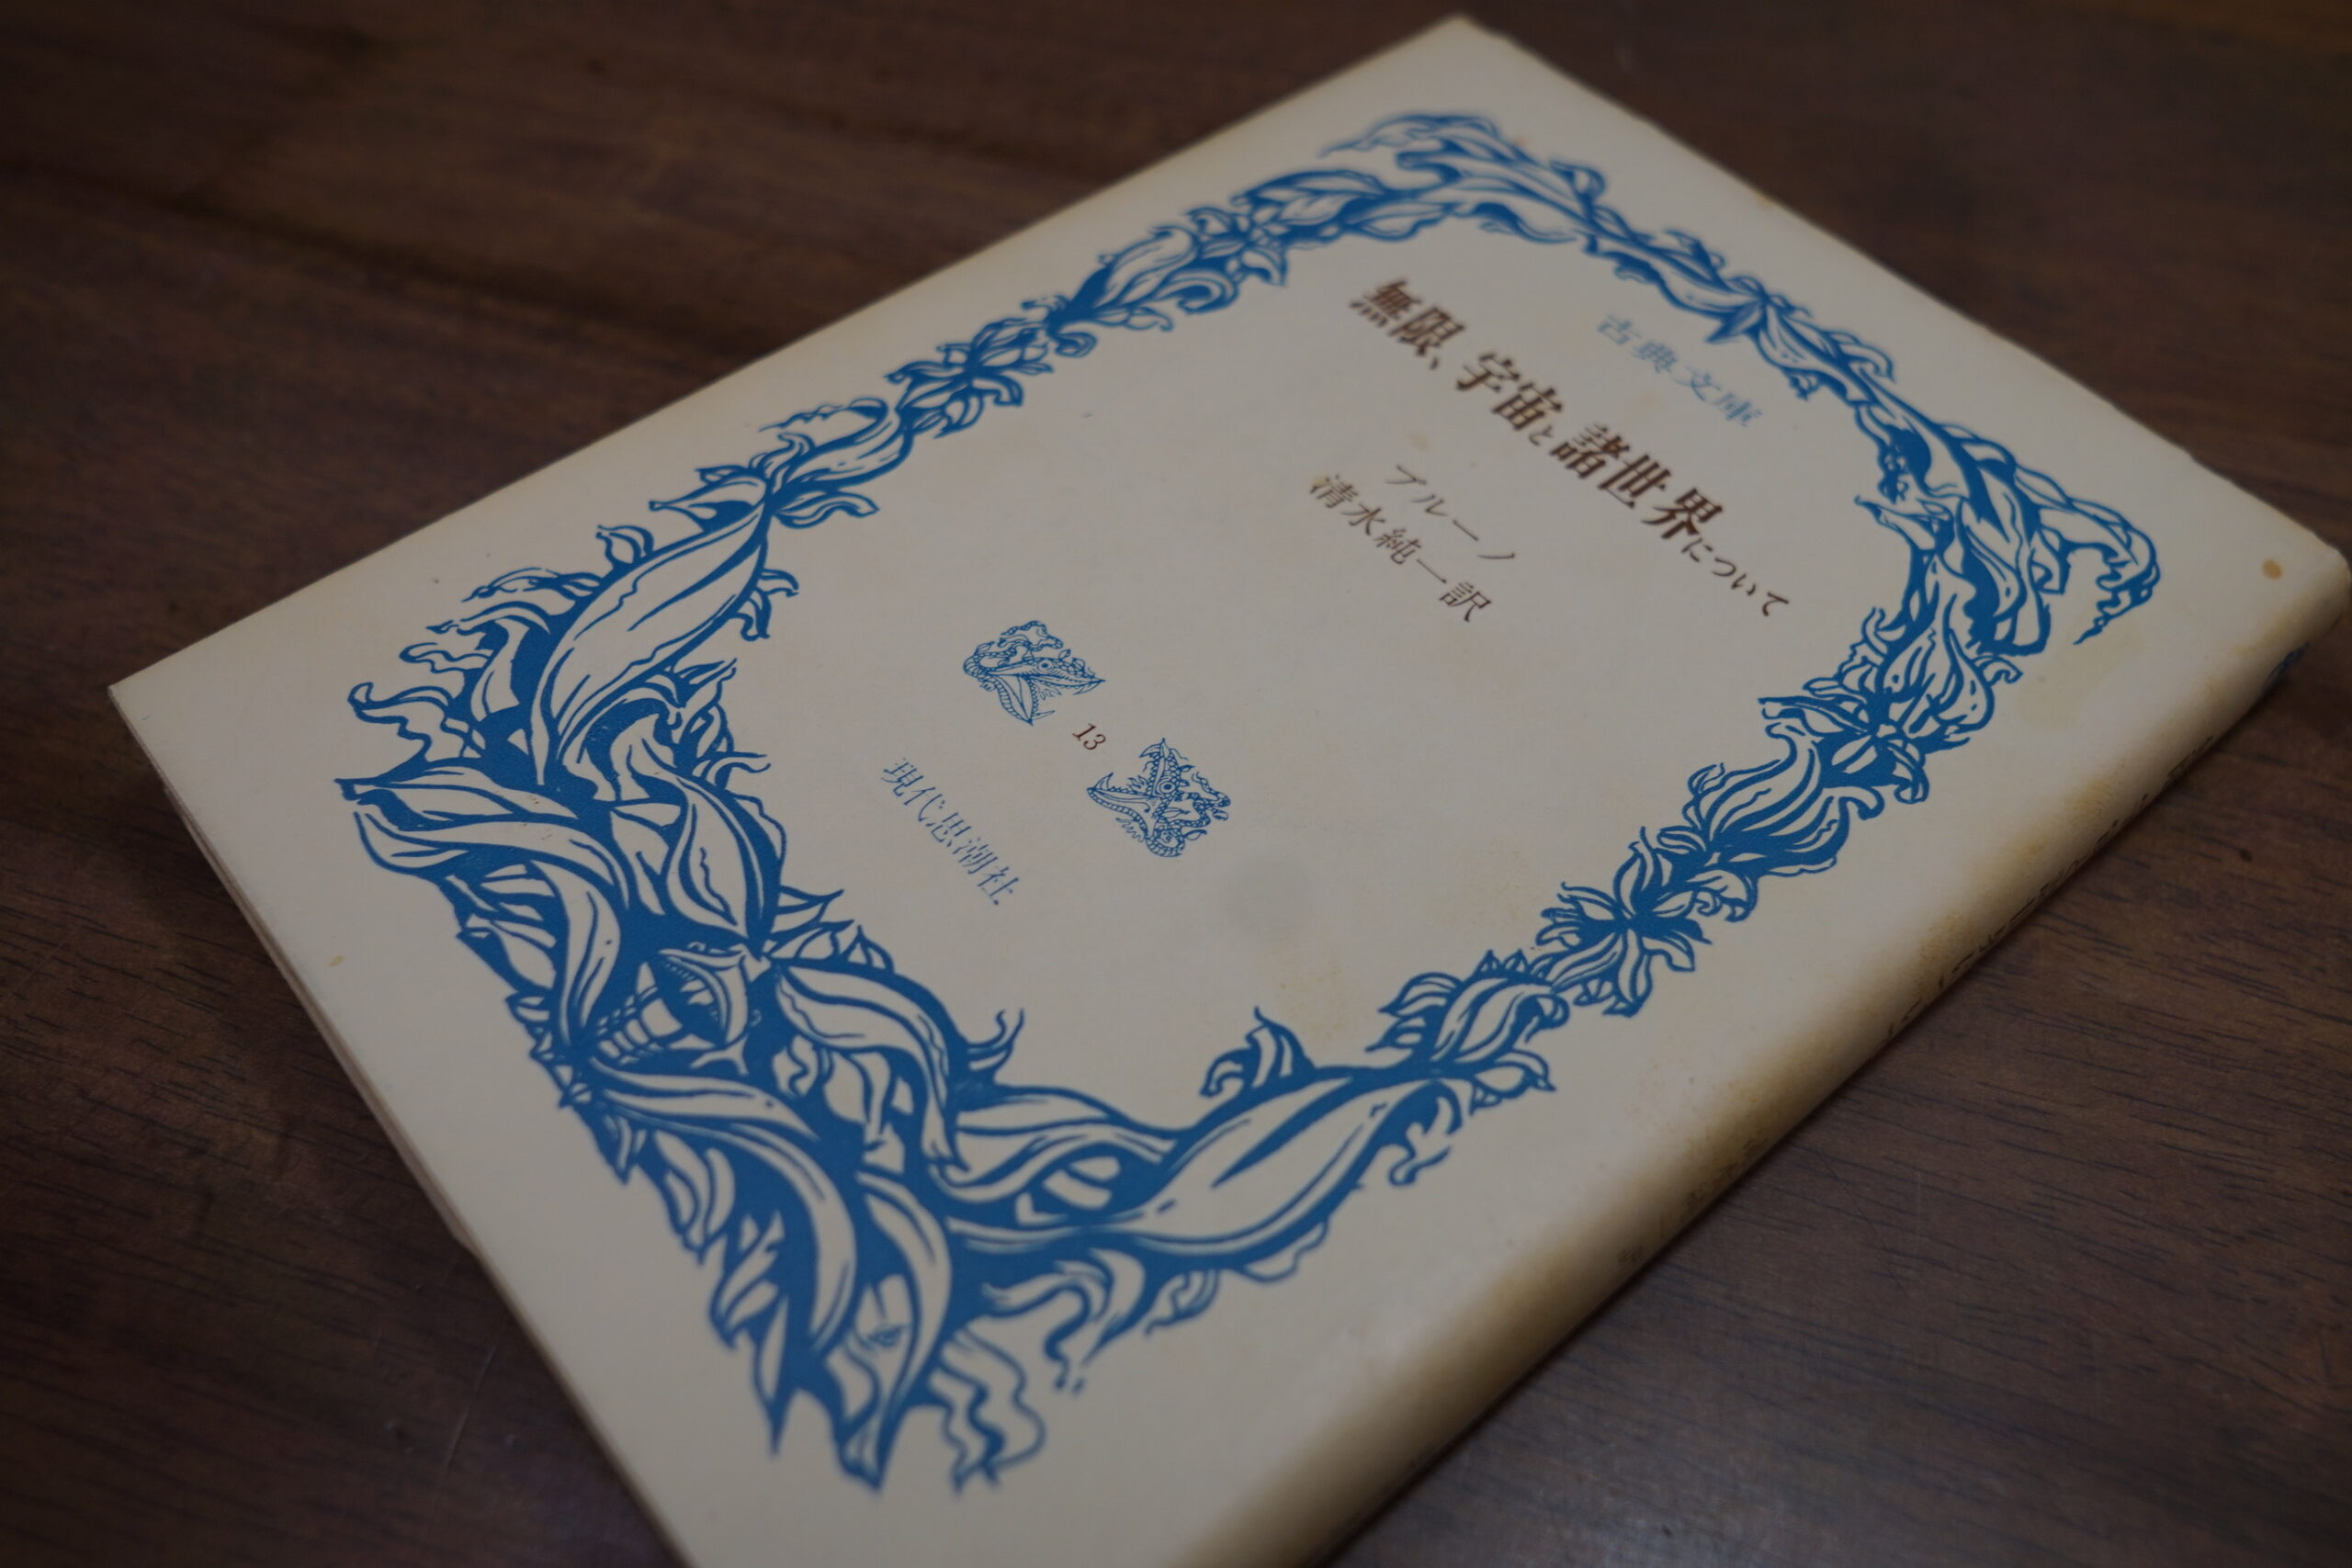 古典文庫
無限、宇宙と諸世界について
ブルーノ
清水純一訳
13
現代思潮社